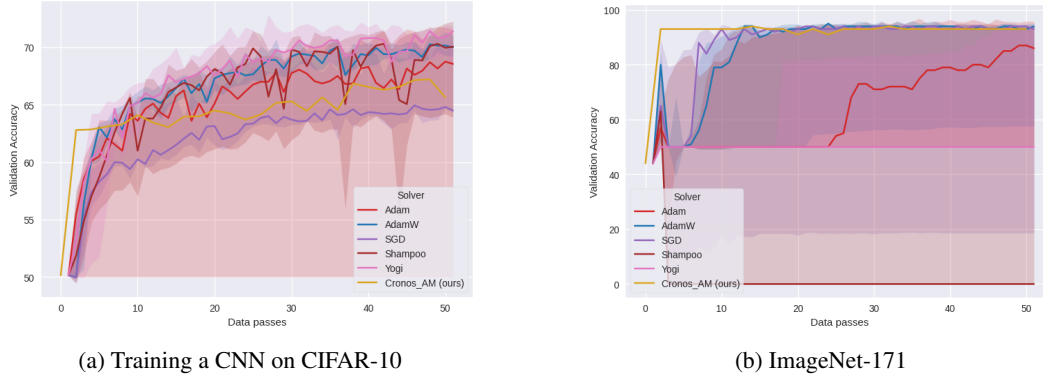 70
65
60
55
50
Validation Accuracy
0
10
20
30
40
50
Data passes
Solver
Adam
AdamW
SGD
Shampoo
Yogi
Cronos_AM (ours)
(a) Training a CNN on CIFAR-10
100
80
60
40
20
0
Validation Accuracy
0
10
20
30
40
50
Data passes
Solver
Adam
AdamW
SGD
Shampoo
Yogi
Cronos_AM (ours)
(b) ImageNet-171